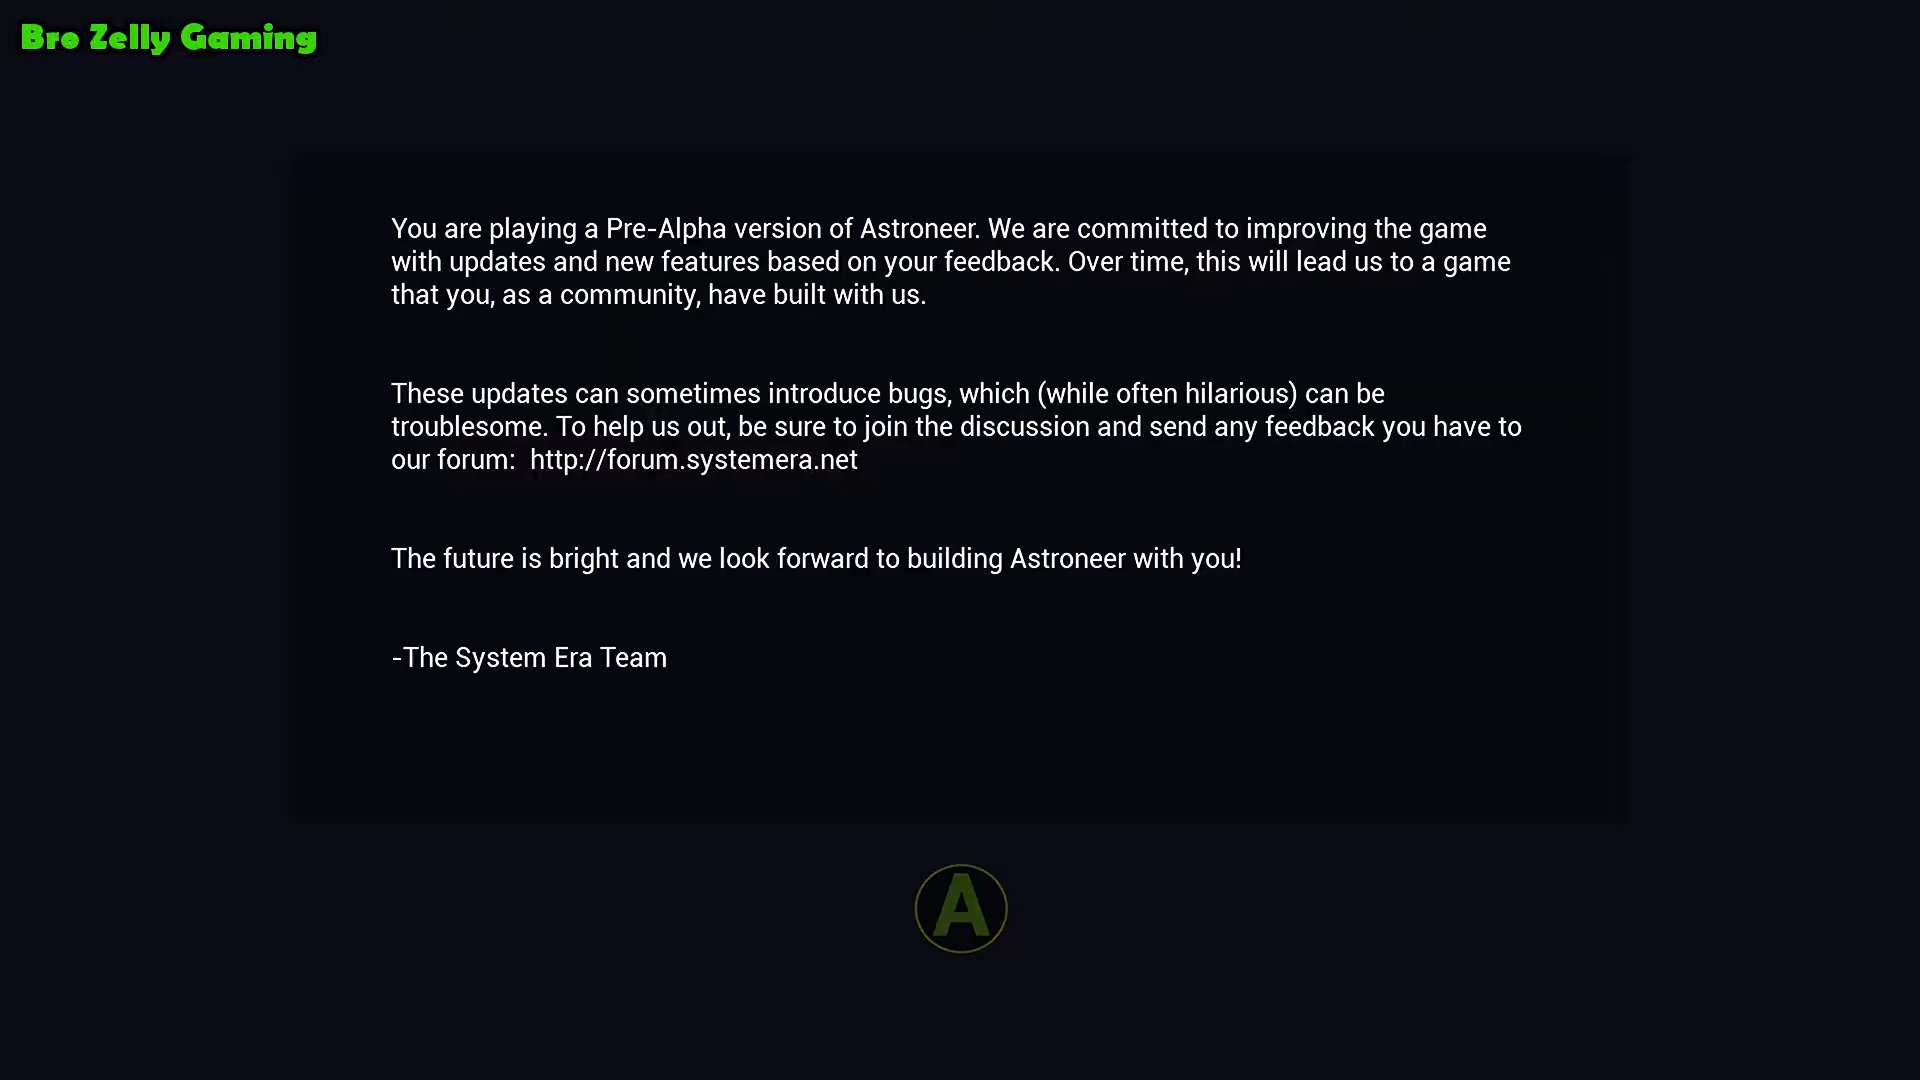 Bro Zelly Gaming
You are playing a Pre-Alpha version of Astroneer. We are committed to improving the game
with updates and new features based on your feedback. Over time, this will lead us to a game
that you, as a community, have built with us.
These updates can sometimes introduce bugs, which (while often hilarious) can be
troublesome. To help us out, be sure to join the discussion and send any feedback you have to
our forum:  http://forum.systemera.net
The future is bright and we look forward to building Astroneer with you!
-The System Era Team
A